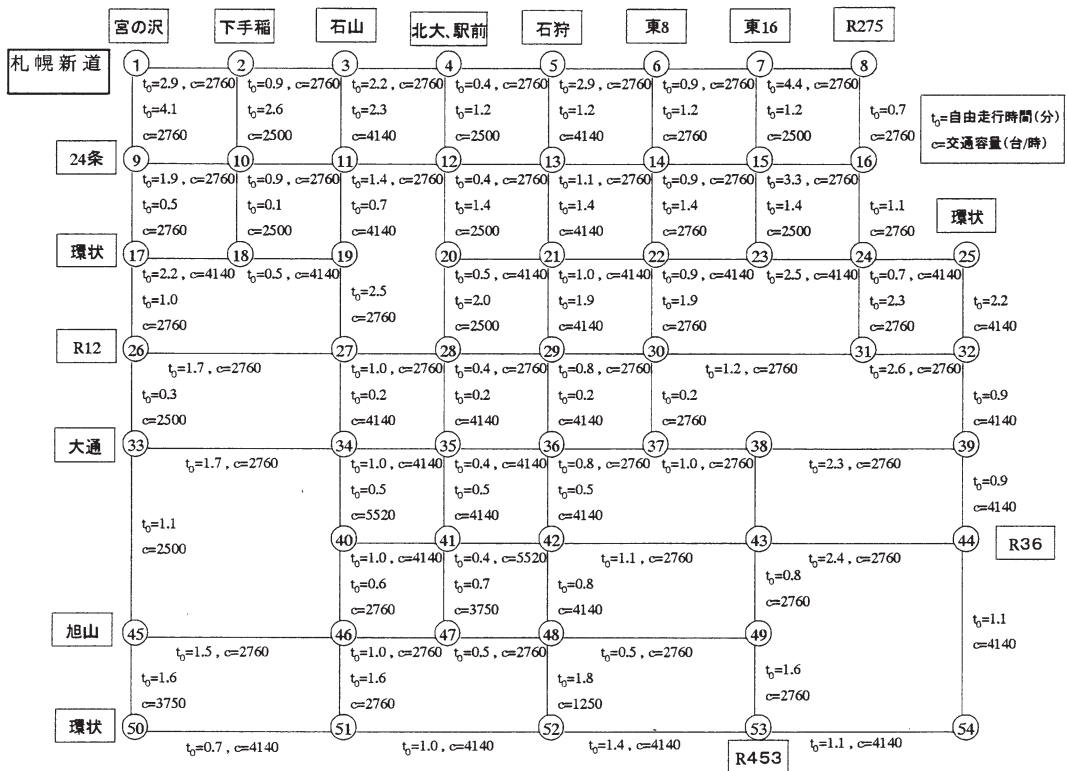 宮の沢 下手稲 石山 北大、駅前 石狩 東8 東16 R275
札幌新道
1 2 3 4 5 6 7 8
t₀=2.9 , c=2760 t₀=0.9 , c=2760 t₀=2.2 , c=2760 t₀=0.4 , c=2760 t₀=2.9 , c=2760 t₀=0.9 , c=2760 t₀=4.4 , c=2760
t₀=4.1 t₀=2.6 t₀=2.3 t₀=1.2 t₀=1.2 t₀=1.2 t₀=1.2 t₀=0.7
c=2760 c=2500 c=4140 c=2500 c=4140 c=2760 c=2500 c=2760
t₀=自由走行時間(分)
c=交通容量(台/時)
24条
9 10 11 12 13 14 15 16
t₀=1.9 , c=2760 t₀=0.9 , c=2760 t₀=1.4 , c=2760 t₀=0.4 , c=2760 t₀=1.1 , c=2760 t₀=0.9 , c=2760 t₀=3.3 , c=2760
t₀=0.5 t₀=0.1 t₀=0.7 t₀=1.4 t₀=1.4 t₀=1.4 t₀=1.4 t₀=1.1
c=2760 c=2500 c=4140 c=2500 c=4140 c=2760 c=2500 c=2760
環状
環状
17 18 19 20 21 22 23 24 25
t₀=2.2 , c=4140 t₀=0.5 , c=4140 t₀=0.5 , c=4140 t₀=1.0 , c=4140 t₀=0.9 , c=4140 t₀=2.5 , c=4140 t₀=0.7 , c=4140
t₀=1.0 t₀=2.5 t₀=2.0 t₀=1.9 t₀=1.9 t₀=2.3 t₀=2.2
c=2760 c=2760 c=2500 c=4140 c=2760 c=2760 c=4140
R12
26 27 28 29 30 31 32
t₀=1.7 , c=2760 t₀=1.0 , c=2760 t₀=0.4 , c=2760 t₀=0.8 , c=2760 t₀=1.2 , c=2760 t₀=2.6 , c=2760
t₀=0.3 t₀=0.2 t₀=0.2 t₀=0.2 t₀=0.2 t₀=0.9
c=2500 c=4140 c=4140 c=4140 c=2760 c=4140
大通
33 34 35 36 37 38 39
t₀=1.7 , c=2760 t₀=1.0 , c=4140 t₀=0.4 , c=4140 t₀=0.8 , c=2760 t₀=1.0 , c=2760 t₀=2.3 , c=2760
t₀=1.1 t₀=0.5 t₀=0.5 t₀=0.5 t₀=0.9
c=2500 c=5520 c=4140 c=4140 c=4140
40 41 42 43 44
R36
t₀=1.0 , c=4140 t₀=0.4 , c=5520 t₀=1.1 , c=2760 t₀=2.4 , c=2760
t₀=0.6 t₀=0.7 t₀=0.8 t₀=0.8 t₀=1.1
c=2760 c=3750 c=4140 c=2760 c=4140
旭山
45 46 47 48 49
t₀=1.5 , c=2760 t₀=1.0 , c=2760 t₀=0.5 , c=2760 t₀=0.5 , c=2760
t₀=1.6 t₀=1.6 t₀=1.8 t₀=1.6
c=3750 c=2760 c=1250 c=2760
環状
50 51 52 53 54
t₀=0.7 , c=4140 t₀=1.0 , c=4140 t₀=1.4 , c=4140 t₀=1.1 , c=4140
R453